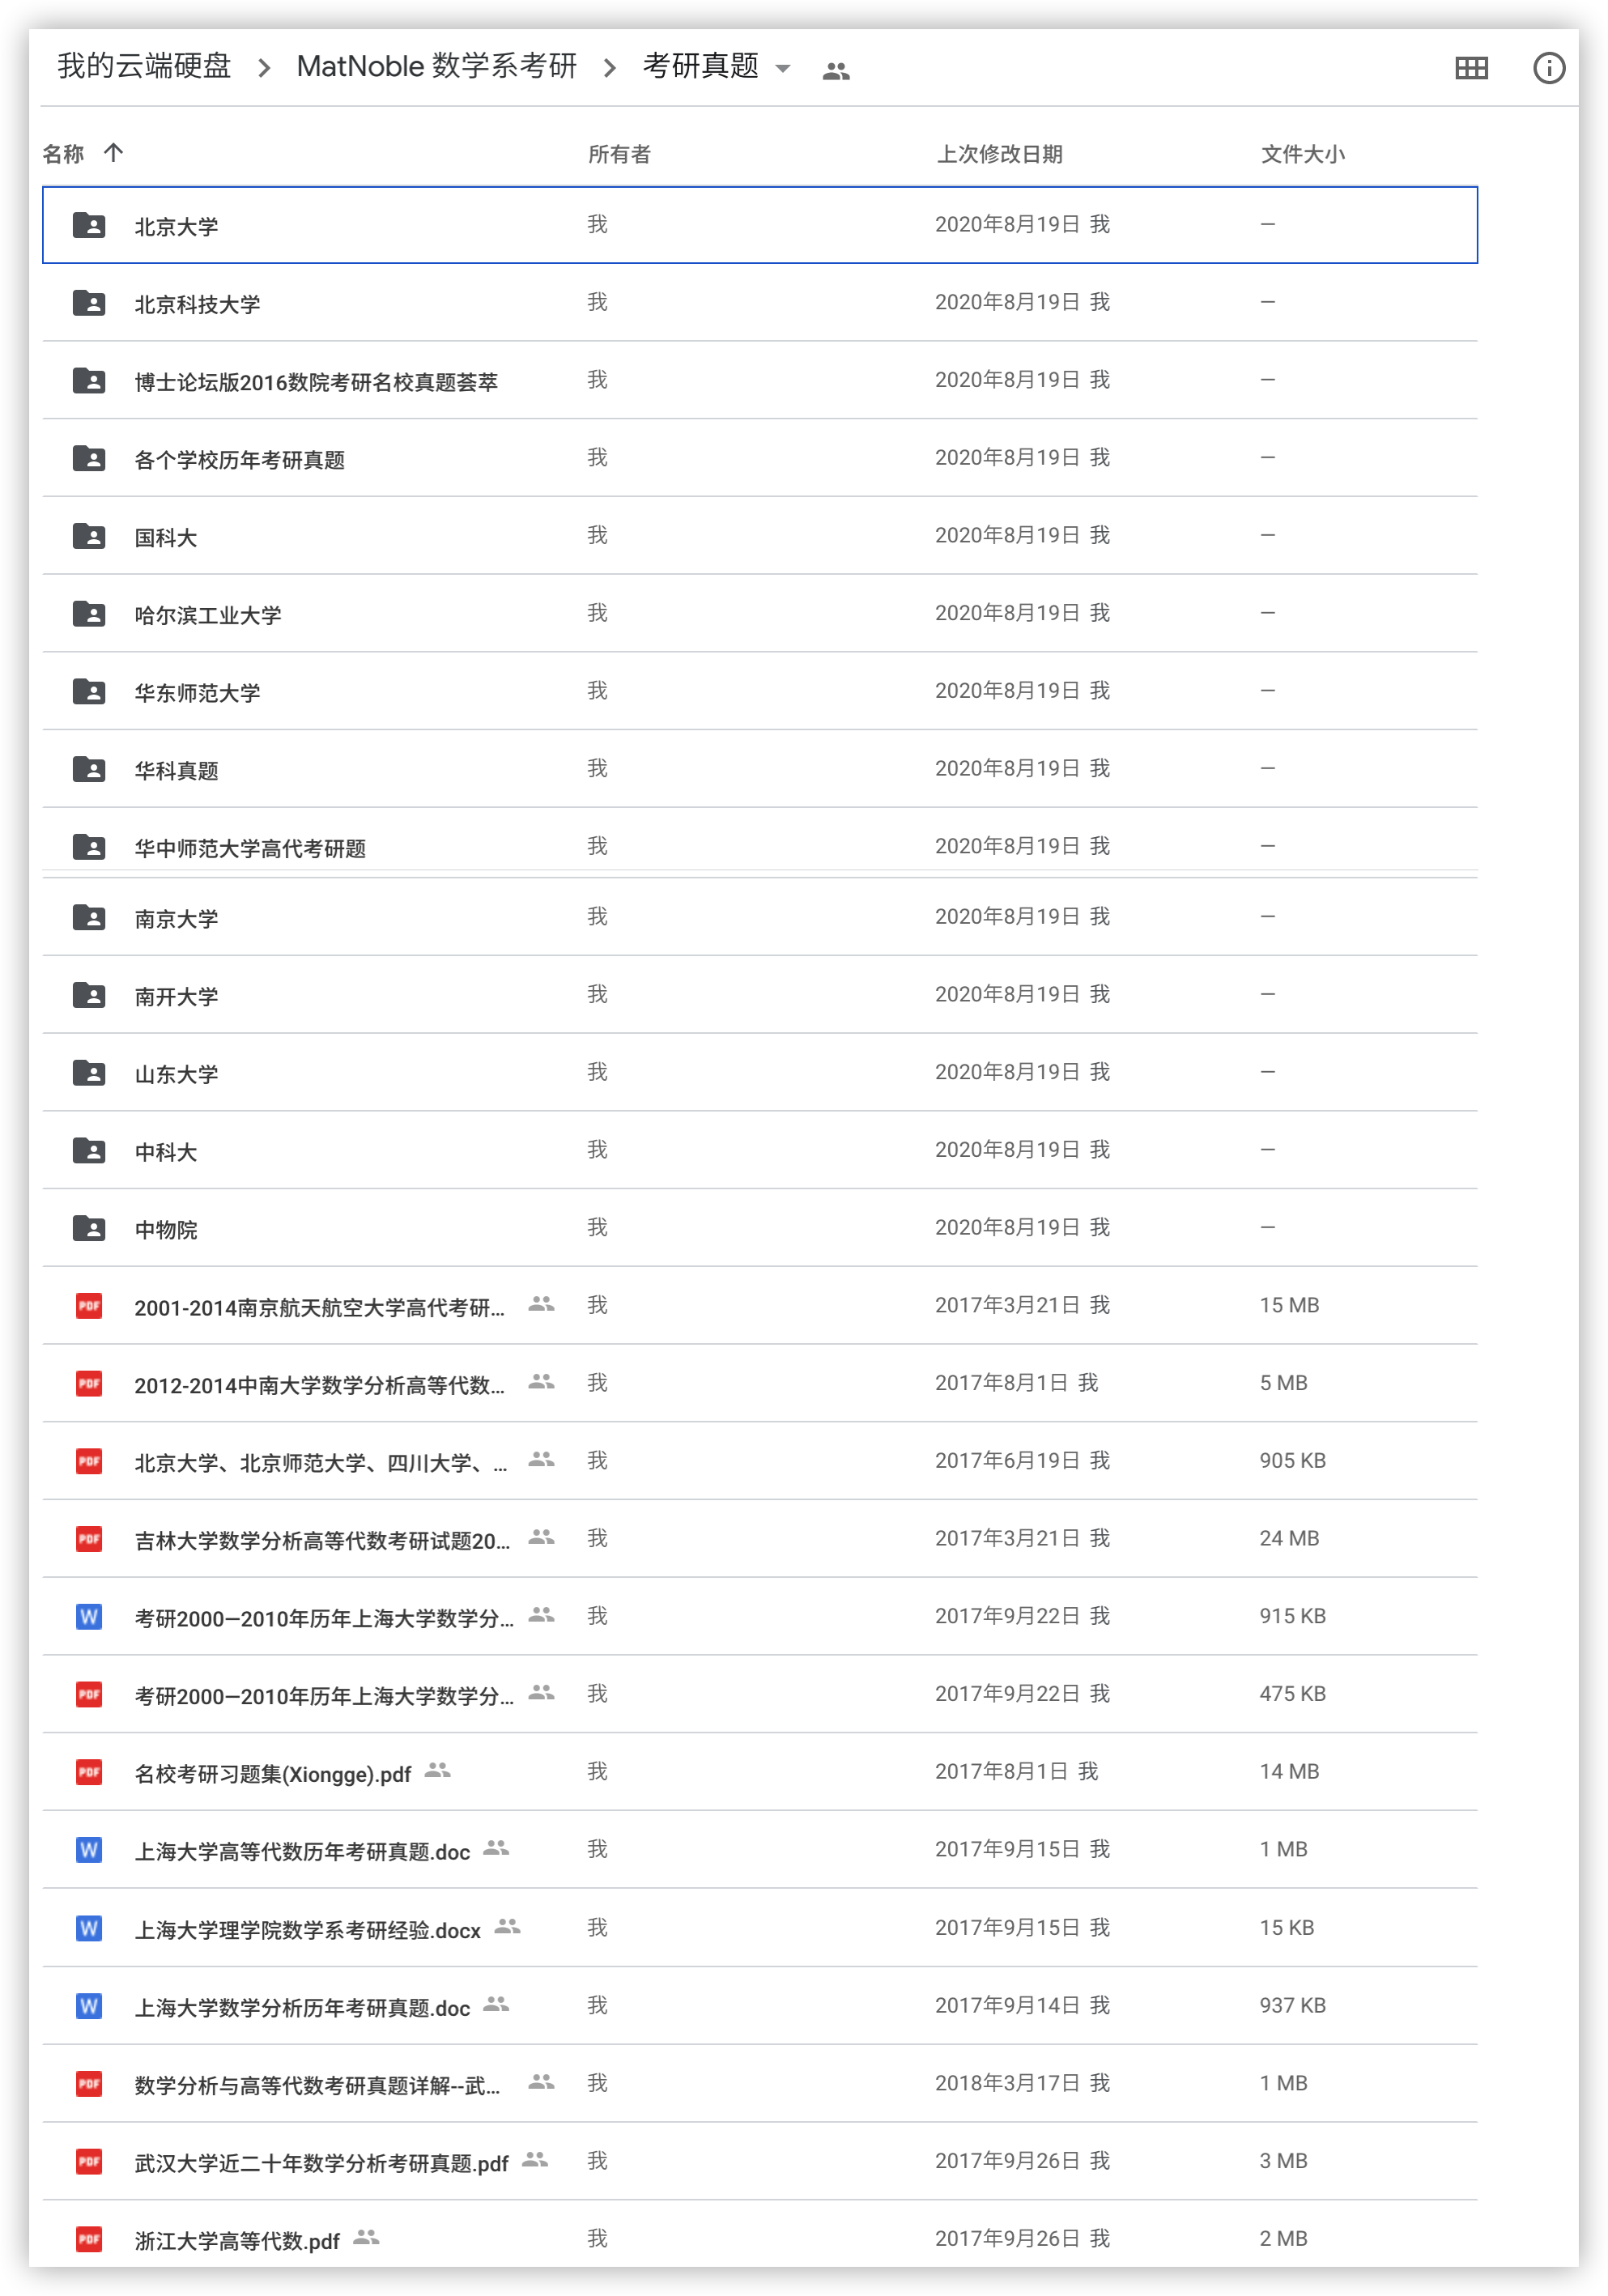 我的云端硬盘 > MatNoble 数学系考研 > 考研真题
名称 ↑ 所有者 上次修改日期 文件大小
北京大学 我 2020年8月19日 我 —
北京科技大学 我 2020年8月19日 我 —
博士论坛版2016数院考研名校真题荟萃 我 2020年8月19日 我 —
各个学校历年考研真题 我 2020年8月19日 我 —
国科大 我 2020年8月19日 我 —
哈尔滨工业大学 我 2020年8月19日 我 —
华东师范大学 我 2020年8月19日 我 —
华科真题 我 2020年8月19日 我 —
华中师范大学高代考研题 我 2020年8月19日 我 —
南京大学 我 2020年8月19日 我 —
南开大学 我 2020年8月19日 我 —
山东大学 我 2020年8月19日 我 —
中科大 我 2020年8月19日 我 —
中物院 我 2020年8月19日 我 —
PDF 2001-2014南京航天航空大学高代考研... 我 2017年3月21日 我 15 MB
PDF 2012-2014中南大学数学分析高等代数... 我 2017年8月1日 我 5 MB
PDF 北京大学、北京师范大学、四川大学、... 我 2017年6月19日 我 905 KB
PDF 吉林大学数学分析高等代数考研试题20... 我 2017年3月21日 我 24 MB
W 考研2000—2010年历年上海大学数学分... 我 2017年9月22日 我 915 KB
PDF 考研2000—2010年历年上海大学数学分... 我 2017年9月22日 我 475 KB
PDF 名校考研习题集(Xiongge).pdf 我 2017年8月1日 我 14 MB
W 上海大学高等代数历年考研真题.doc 我 2017年9月15日 我 1 MB
W 上海大学理学院数学系考研经验.docx 我 2017年9月15日 我 15 KB
W 上海大学数学分析历年考研真题.doc 我 2017年9月14日 我 937 KB
PDF 数学分析与高等代数考研真题详解--武... 我 2018年3月17日 我 1 MB
PDF 武汉大学近二十年数学分析考研真题.pdf 我 2017年9月26日 我 3 MB
PDF 浙江大学高等代数.pdf 我 2017年9月26日 我 2 MB